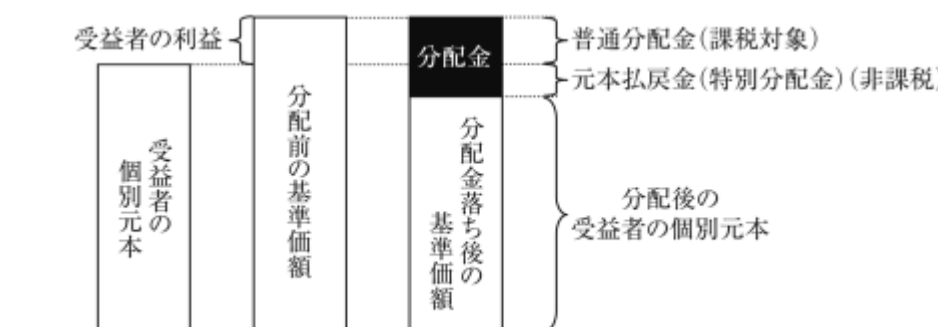 受益者の利益
分配金
普通分配金(課税対象)
元本払戻金(特別分配金)(非課税)
受益者の
個別元本
分配前の基準価額
分配金落ち後の
基準価額
分配後の
受益者の個別元本